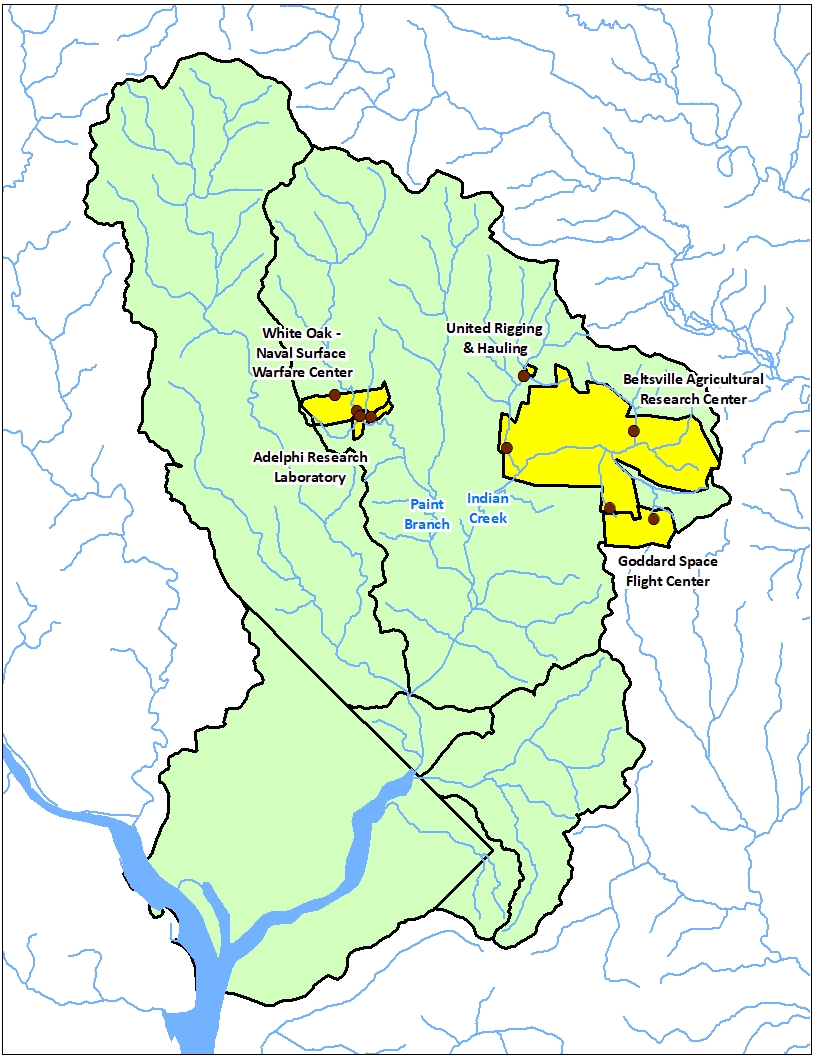 White Oak -
Naval Surface
Warfare Center
United Rigging
& Hauling
Beltsville Agricultural
Research Center
Adelphi Research
Laboratory
Paint
Branch
Indian
Creek
Goddard Space
Flight Center